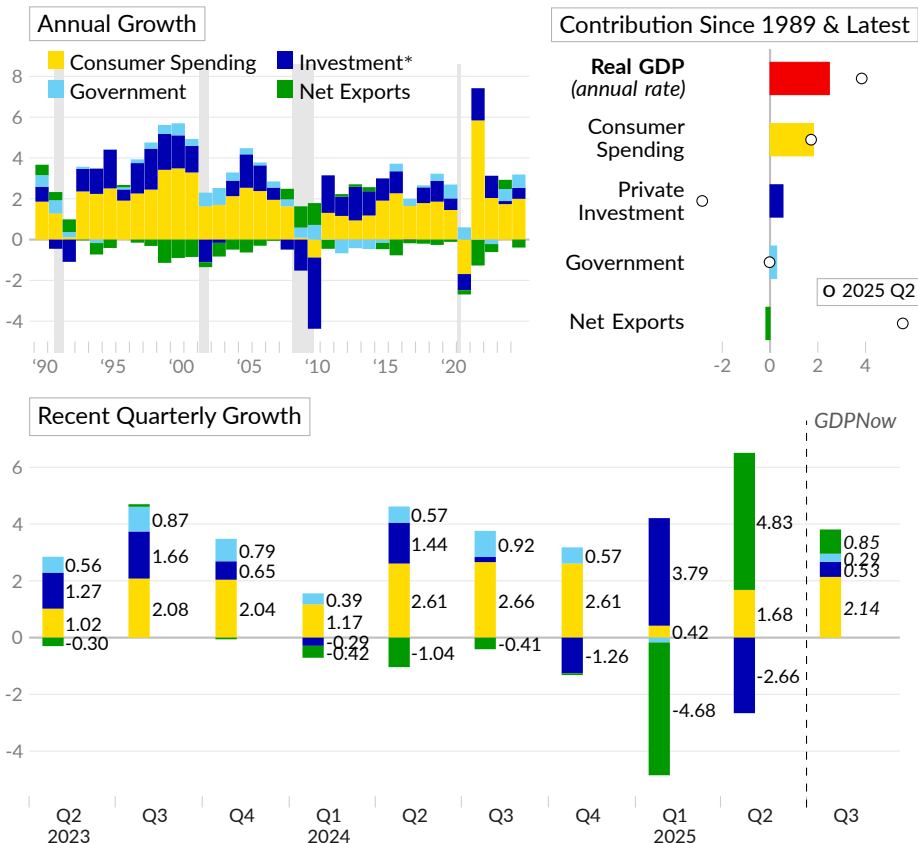 Annual Growth
Contribution Since 1989 & Latest
Consumer Spending
Investment*
Government
Net Exports
8
6
4
2
0
-2
-4
'90
'95
'00
'05
'10
'15
'20
Real GDP
(annual rate)
Consumer
Spending
Private
Investment
Government
Net Exports
2025 Q2
-2
0
2
4
Recent Quarterly Growth
GDPNow
6
4
2
0
-2
-4
0.56
1.27
1.02
-0.30
0.87
1.66
2.08
0.79
0.65
2.04
0.39
1.17
-0.29
-0.42
0.57
1.44
2.61
-1.04
0.92
2.66
-0.41
0.57
2.61
-1.26
3.79
0.42
-4.68
4.83
1.68
-2.66
0.85
0.29
0.53
2.14
Q2
2023
Q3
Q4
Q1
2024
Q2
Q3
Q4
Q1
2025
Q2
Q3